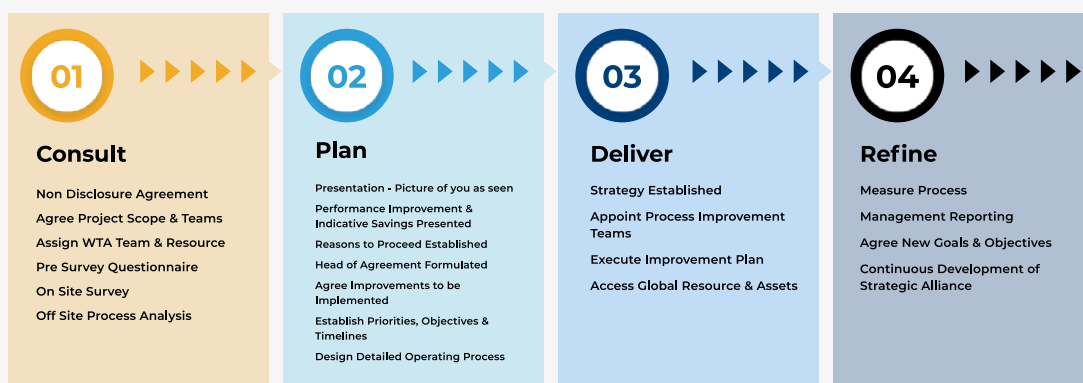 01
Consult
Non Disclosure Agreement
Agree Project Scope & Teams
Assign WTA Team & Resource
Pre Survey Questionnaire
On Site Survey
Off Site Process Analysis
02
Plan
Presentation - Picture of you as seen
Performance Improvement &
Indicative Savings Presented
Reasons to Proceed Established
Head of Agreement Formulated
Agree Improvements to be
Implemented
Establish Priorities, Objectives &
Timelines
Design Detailed Operating Process
03
Deliver
Strategy Established
Appoint Process Improvement
Teams
Execute Improvement Plan
Access Global Resource & Assets
04
Refine
Measure Process
Management Reporting
Agree New Goals & Objectives
Continuous Development of
Strategic Alliance